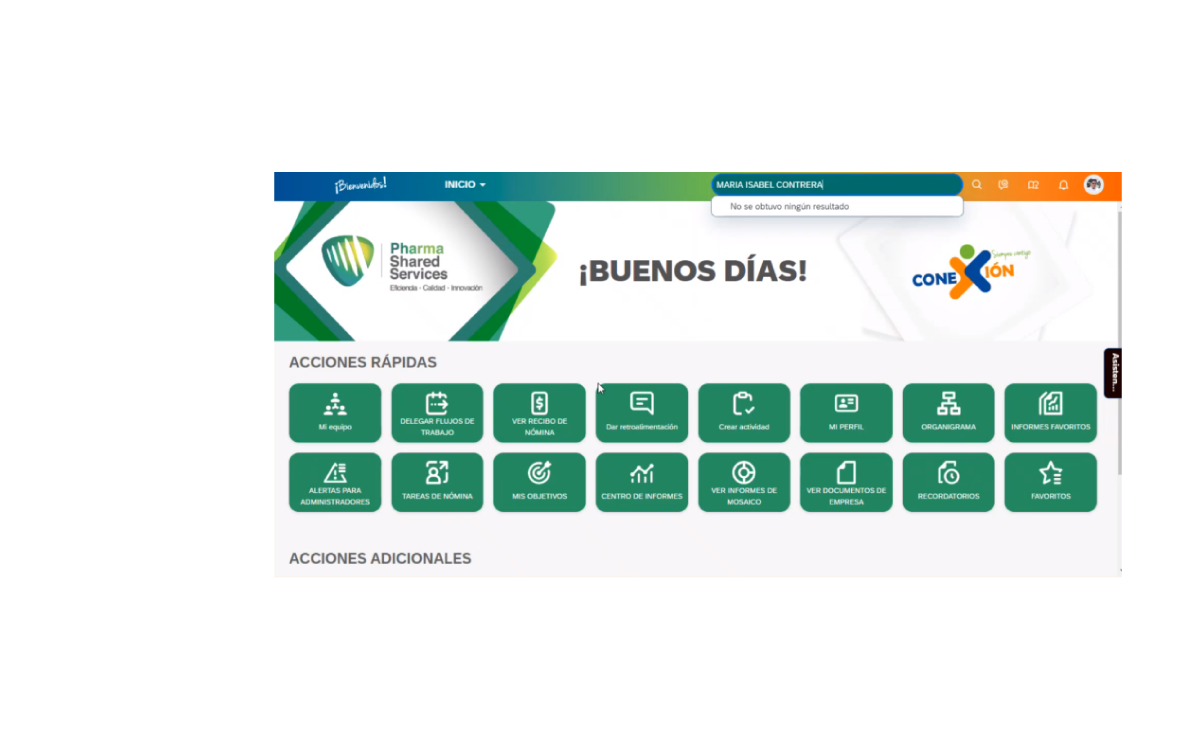 ¡Bienvenidos!
INICIO
MARIA ISABEL CONTRERA
No se obtuvo ningún resultado
Pharma
Shared
Services
Eficiencia - Calidad - Innovación
¡BUENOS DÍAS!
Siempre contigo
CONEXIÓN
Asisten...
ACCIONES RÁPIDAS
Mi equipo
DELEGAR FLUJOS DE
TRABAJO
VER RECIBO DE
NÓMINA
Dar retroalimentación
Crear actividad
MI PERFIL
ORGANIGRAMA
INFORMES FAVORITOS
ALERTAS PARA
ADMINISTRADORES
TAREAS DE NÓMINA
MIS OBJETIVOS
CENTRO DE INFORMES
VER INFORMES DE
MOSAICO
VER DOCUMENTOS DE
EMPRESA
RECORDATORIOS
FAVORITOS
ACCIONES ADICIONALES